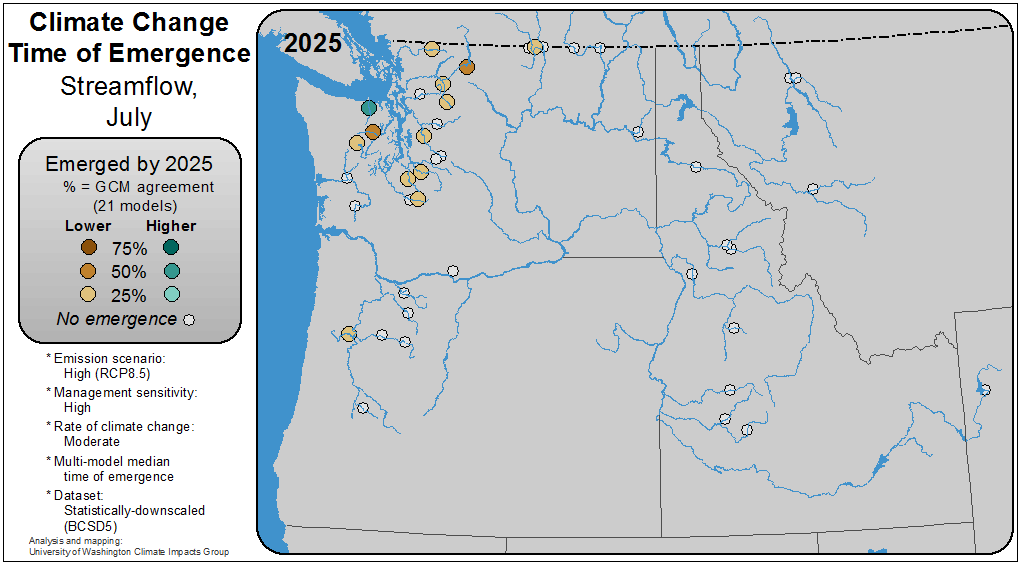 Climate Change
Time of Emergence
Streamflow,
July
2025
Emerged by 2025
% = GCM agreement
(21 models)
Lower Higher
75%
50%
25%
No emergence
* Emission scenario:
High (RCP8.5)
* Management sensitivity:
High
* Rate of climate change:
Moderate
* Multi-model median
time of emergence
* Dataset:
Statistically-downscaled
(BCSD5)
Analysis and mapping:
University of Washington Climate Impacts Group